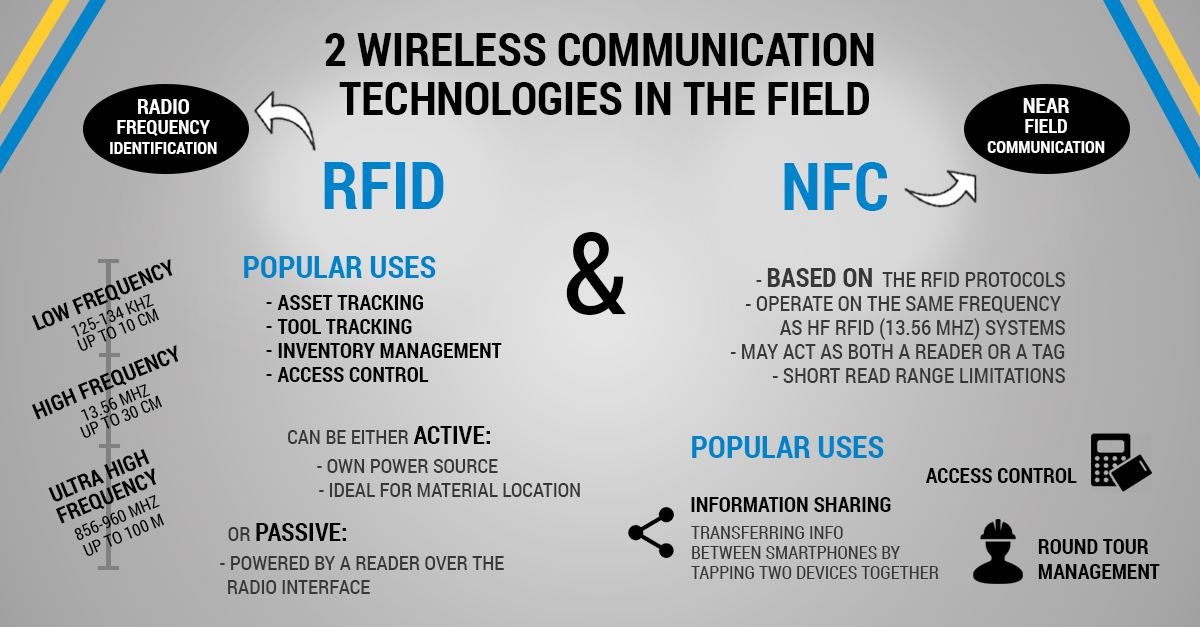 2 WIRELESS COMMUNICATION
TECHNOLOGIES IN THE FIELD
RADIO
FREQUENCY
IDENTIFICATION
RFID
&
NFC
NEAR
FIELD
COMMUNICATION
LOW FREQUENCY
125-134 KHZ
UP TO 10 CM
HIGH FREQUENCY
13.56 MHZ
UP TO 30 CM
ULTRA HIGH
FREQUENCY
856-960 MHZ
UP TO 100 M
POPULAR USES
- ASSET TRACKING
- TOOL TRACKING
- INVENTORY MANAGEMENT
- ACCESS CONTROL
CAN BE EITHER ACTIVE:
- OWN POWER SOURCE
- IDEAL FOR MATERIAL LOCATION
OR PASSIVE:
- POWERED BY A READER OVER THE
RADIO INTERFACE
- BASED ON THE RFID PROTOCOLS
- OPERATE ON THE SAME FREQUENCY
AS HF RFID (13.56 MHZ) SYSTEMS
- MAY ACT AS BOTH A READER OR A TAG
- SHORT READ RANGE LIMITATIONS
POPULAR USES
ACCESS CONTROL
INFORMATION SHARING
TRANSFERRING INFO
BETWEEN SMARTPHONES BY
TAPPING TWO DEVICES TOGETHER
ROUND TOUR
MANAGEMENT